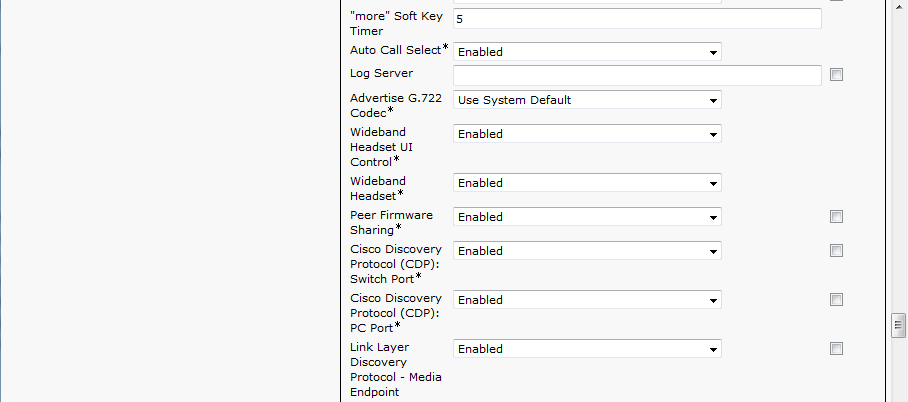 "more" Soft Key
Timer
5
Auto Call Select*
Enabled
Log Server
Advertise G.722
Codec*
Use System Default
Wideband
Headset UI
Control*
Enabled
Wideband
Headset*
Enabled
Peer Firmware
Sharing*
Enabled
Cisco Discovery
Protocol (CDP):
Switch Port*
Enabled
Cisco Discovery
Protocol (CDP):
PC Port*
Enabled
Link Layer
Discovery
Protocol - Media
Endpoint
Enabled